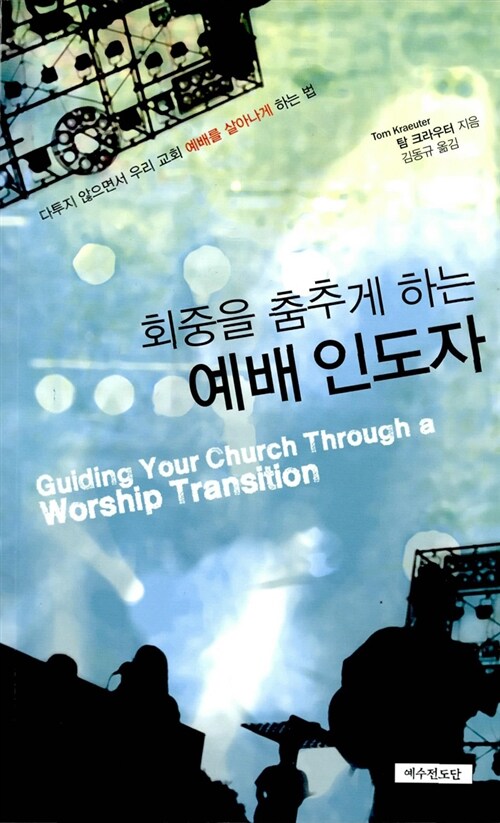 다투지 않으면서 우리 교회 예배를 살아나게 하는 법
Tom Kraeuter
탐 크라우터 지음
김동규 옮김
회중을 춤추게 하는
예배 인도자
Guiding Your Church Through a
Worship Transition
예수전도단